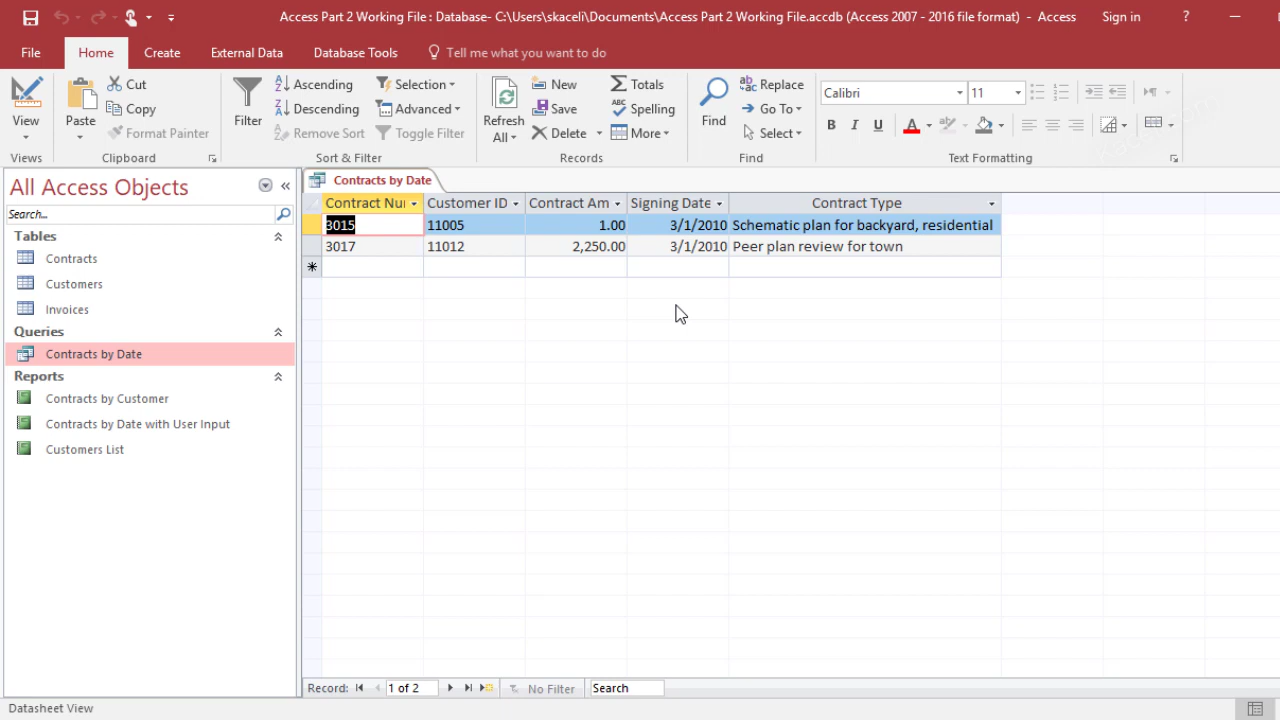 Access Part 2 Working File : Database- C:\Users\skaceli\Documents\Access Part 2 Working File.accdb (Access 2007 - 2016 file format) - Access Sign in ?
File Home Create External Data Database Tools Tell me what you want to do
View
Views
Paste
Cut
Copy
Format Painter
Clipboard
Filter
Ascending
Descending
Remove Sort
Selection
Advanced
Toggle Filter
Sort & Filter
Refresh
All
New
Save
Delete
Totals
Spelling
More
Records
Find
Replace
Go To
Select
Find
Calibri 11
B I U A
Text Formatting
All Access Objects
Search...
Tables
Contracts
Customers
Invoices
Queries
Contracts by Date
Reports
Contracts by Customer
Contracts by Date with User Input
Customers List
Contracts by Date
Contract Nu Customer ID Contract Am Signing Date Contract Type
3015 11005 1.00 3/1/2010 Schematic plan for backyard, residential
3017 11012 2,250.00 3/1/2010 Peer plan review for town
Record: 1 of 2 No Filter Search
Datasheet View